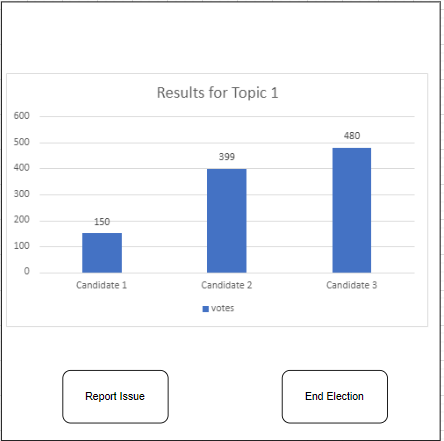 Results for Topic 1
600
500
400
300
200
100
0
150
399
480
Candidate 1 Candidate 2 Candidate 3
votes
Report Issue End Election